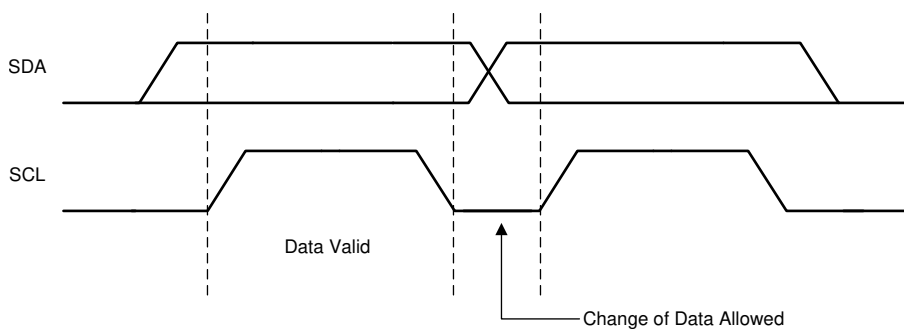 SDA
SCL
Data Valid
Change of Data Allowed